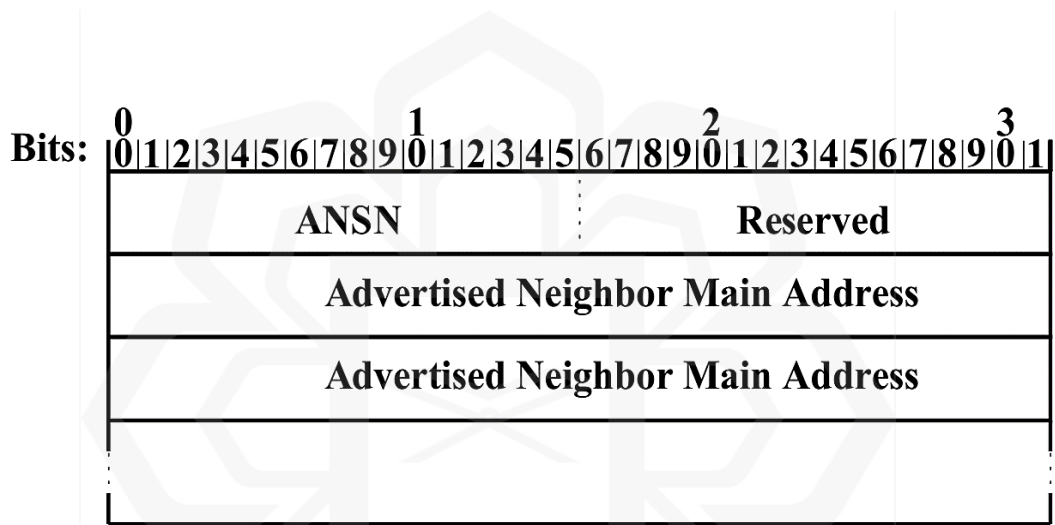 0 1 2 3
Bits: |0|1|2|3|4|5|6|7|8|9|0|1|2|3|4|5|6|7|8|9|0|1|2|3|4|5|6|7|8|9|0|1|
ANSN Reserved
Advertised Neighbor Main Address
Advertised Neighbor Main Address